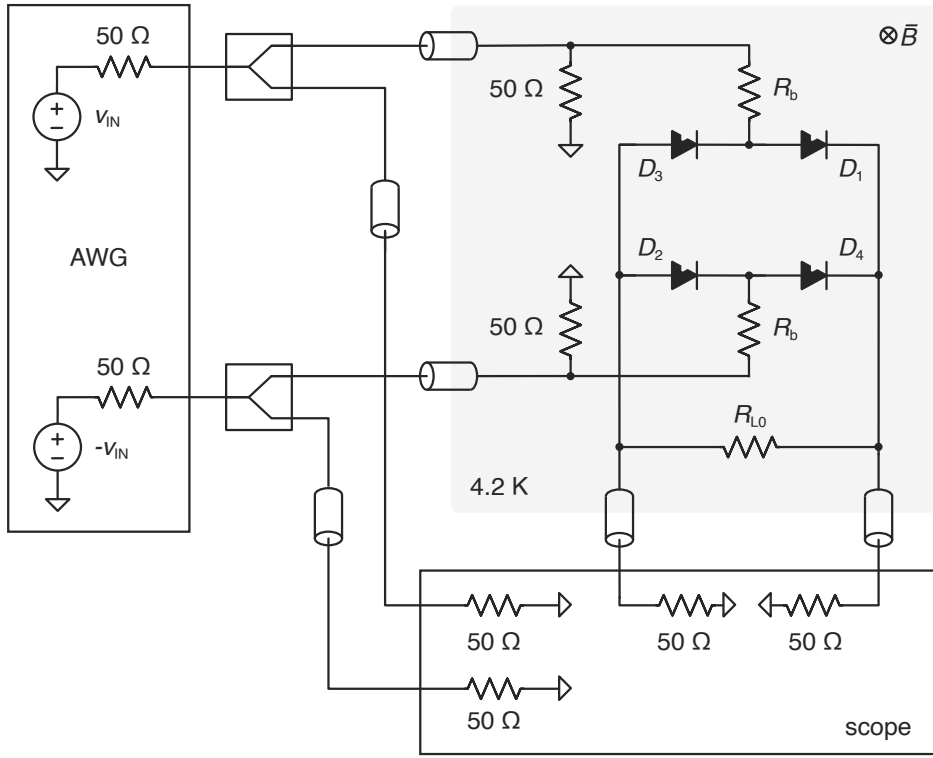 50 Ω
v_IN
AWG
50 Ω
-v_IN
50 Ω
R_b
D_3
D_1
⊗ B̄
D_2
D_4
50 Ω
R_b
R_L0
4.2 K
50 Ω
50 Ω
50 Ω
50 Ω
scope